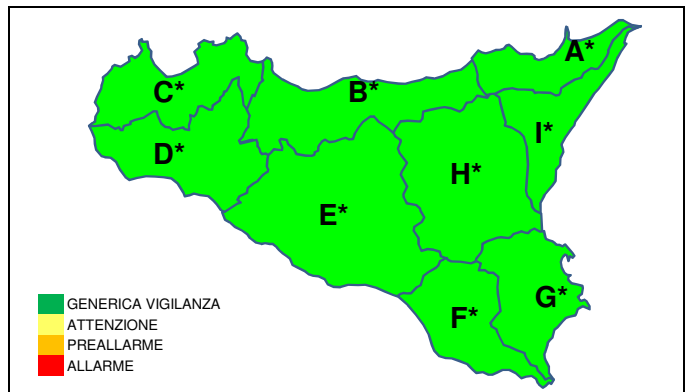 A*
C*
B*
I*
D*
H*
E*
G*
F*
GENERICA VIGILANZA
ATTENZIONE
PREALLARME
ALLARME